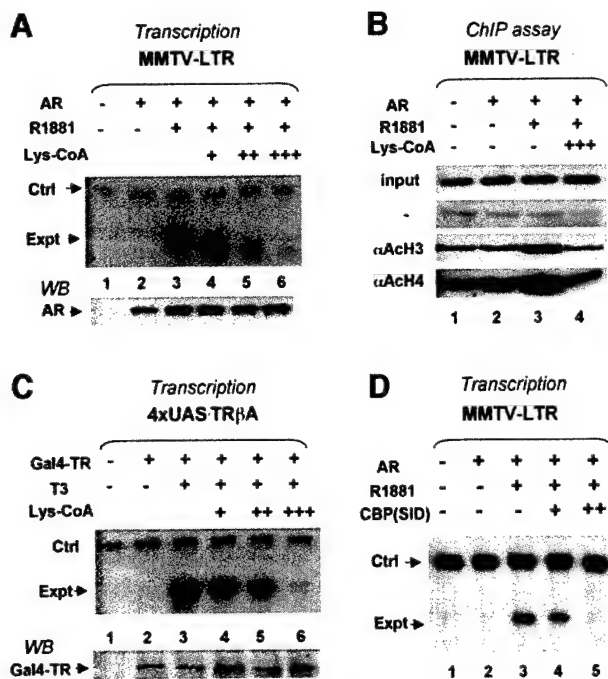 A
Transcription
MMTV-LTR
AR - + + + + +
R1881 - - + + + +
Lys-CoA + ++ +++
Ctrl
Expt
1 2 3 4 5 6
WB
AR
B
ChIP assay
MMTV-LTR
AR - + + +
R1881 - - + +
Lys-CoA +++
input
-
αAcH3
αAcH4
1 2 3 4
C
Transcription
4xUAS·TRβA
Gal4-TR - + + + + +
T3 - - + + + +
Lys-CoA + ++ +++
Ctrl
Expt
1 2 3 4 5 6
WB
Gal4-TR
D
Transcription
MMTV-LTR
AR - + + + +
R1881 - - + + +
CBP(SID) - - - + ++
Ctrl
Expt
1 2 3 4 5